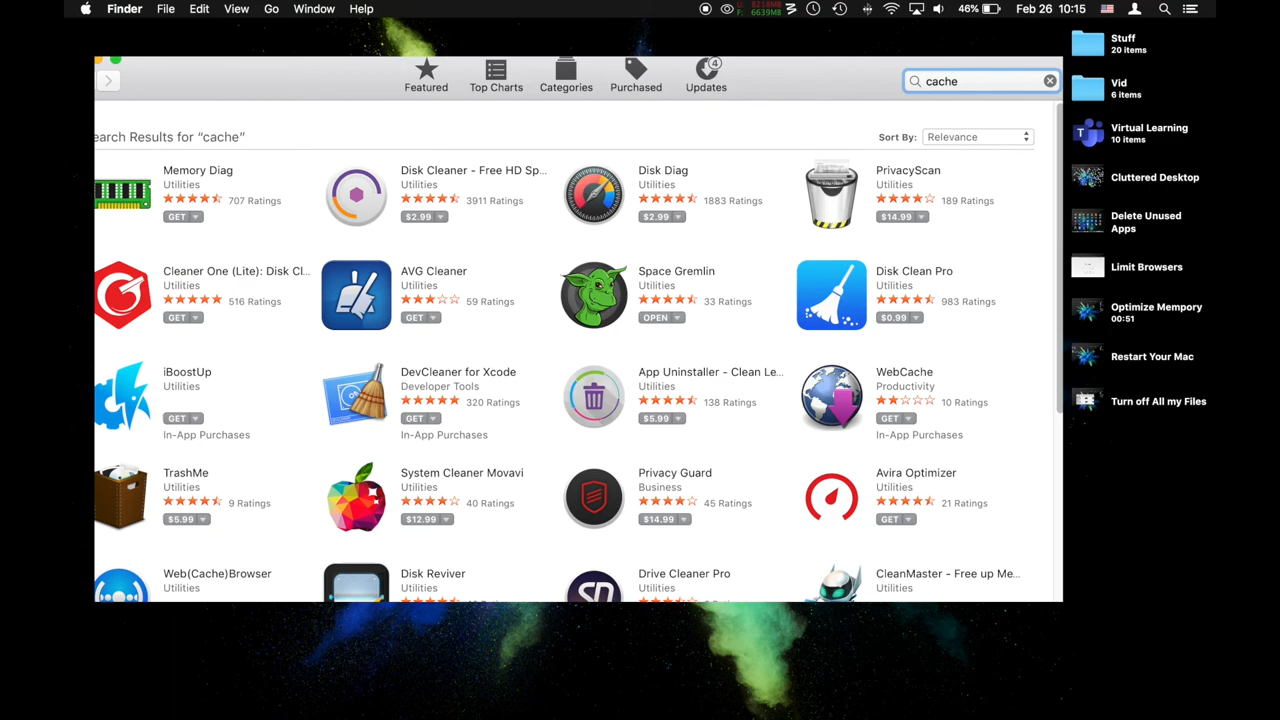 Finder File Edit View Go Window Help
U: 8218MB
F: 6639MB
46% Feb 26 10:15
Featured Top Charts Categories Purchased Updates
4
cache
earch Results for “cache”
Sort By: Relevance
Memory Diag
Utilities
707 Ratings
GET
Disk Cleaner - Free HD Sp...
Utilities
3911 Ratings
$2.99
Disk Diag
Utilities
1883 Ratings
$2.99
PrivacyScan
Utilities
189 Ratings
$14.99
Cleaner One (Lite): Disk Cl...
Utilities
516 Ratings
GET
AVG Cleaner
Utilities
59 Ratings
GET
Space Gremlin
Utilities
33 Ratings
OPEN
Disk Clean Pro
Utilities
983 Ratings
$0.99
iBoostUp
Utilities
GET
In-App Purchases
DevCleaner for Xcode
Developer Tools
320 Ratings
GET
In-App Purchases
App Uninstaller - Clean Le...
Utilities
138 Ratings
$5.99
WebCache
Productivity
10 Ratings
GET
In-App Purchases
TrashMe
Utilities
9 Ratings
$5.99
System Cleaner Movavi
Utilities
40 Ratings
$12.99
Privacy Guard
Business
45 Ratings
$14.99
Avira Optimizer
Utilities
21 Ratings
GET
Web(Cache)Browser
Utilities
Disk Reviver
Utilities
Drive Cleaner Pro
Utilities
CleanMaster - Free up Me...
Utilities
Stuff
20 items
Vid
6 items
Virtual Learning
10 items
Cluttered Desktop
Delete Unused
Apps
Limit Browsers
Optimize Mempory
00:51
Restart Your Mac
Turn off All my Files